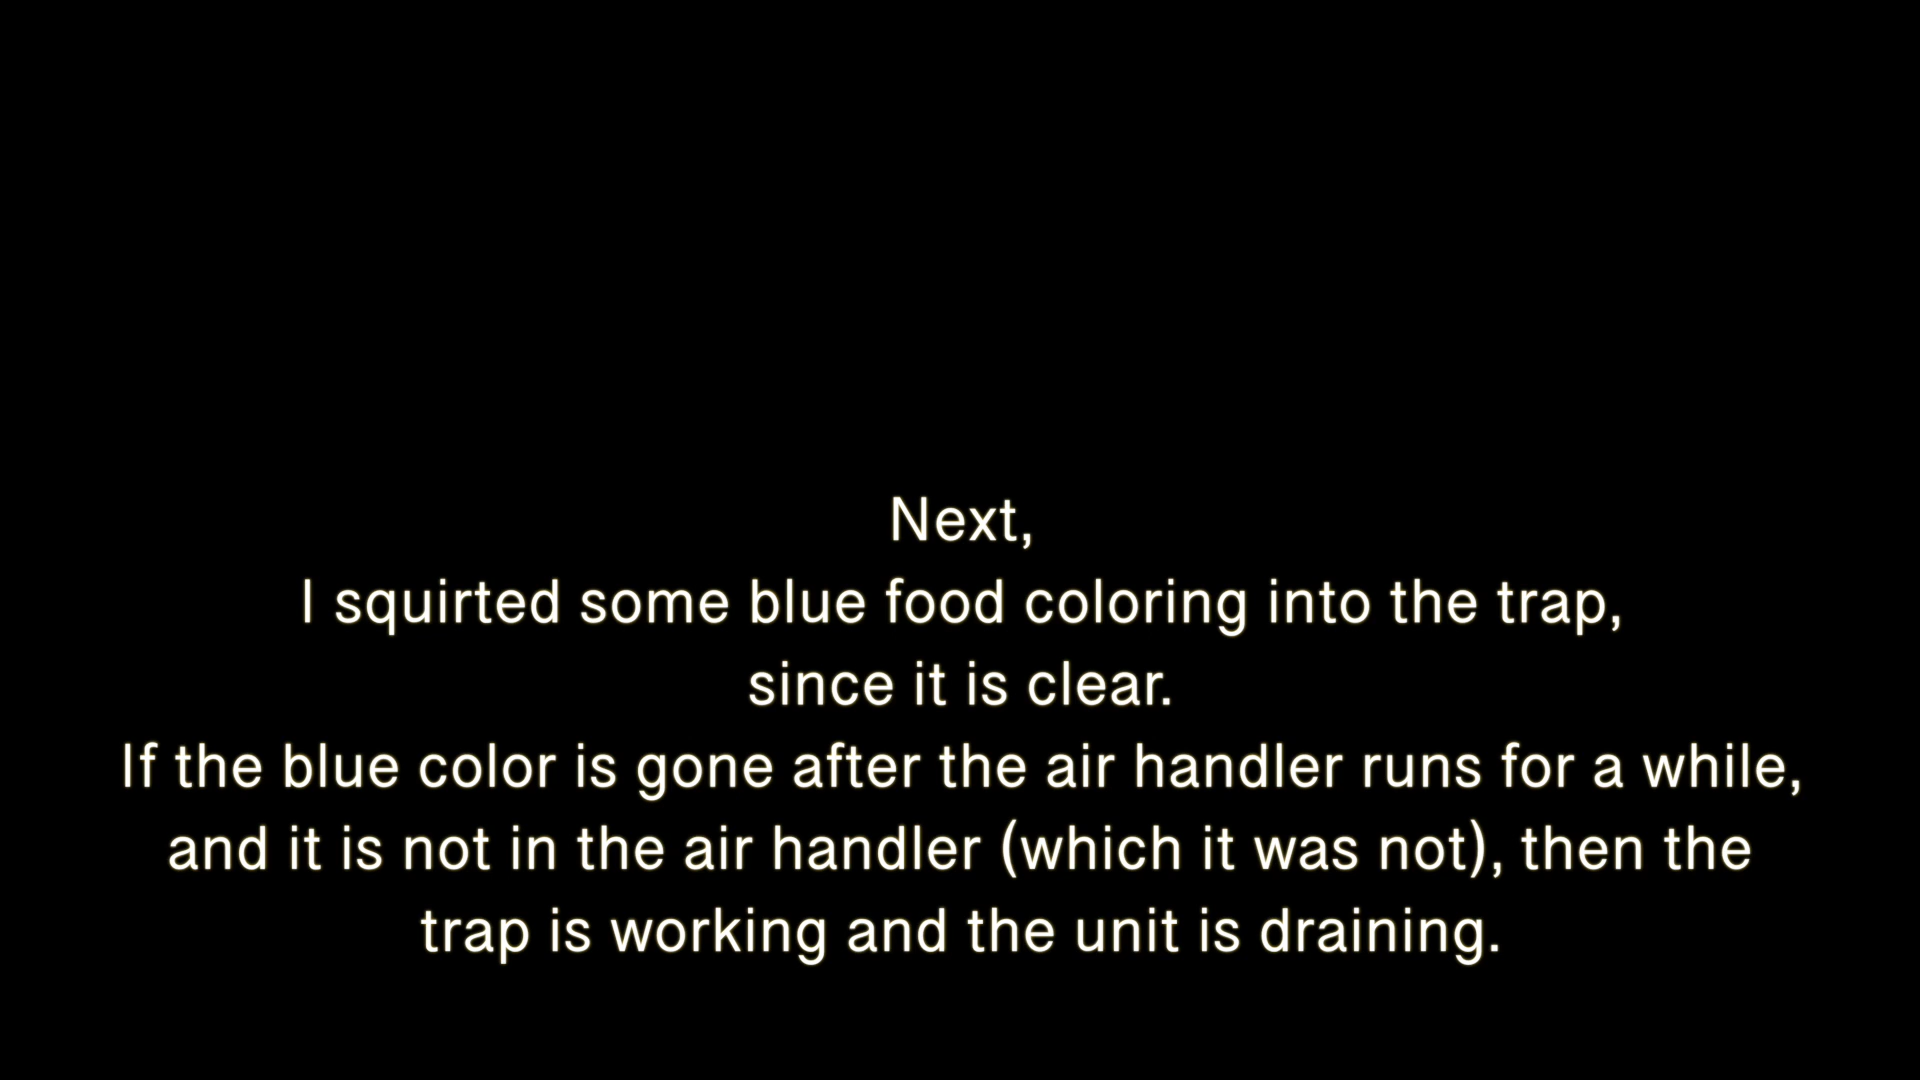 Next,
I squirted some blue food coloring into the trap,
since it is clear.
If the blue color is gone after the air handler runs for a while,
and it is not in the air handler (which it was not), then the
trap is working and the unit is draining.